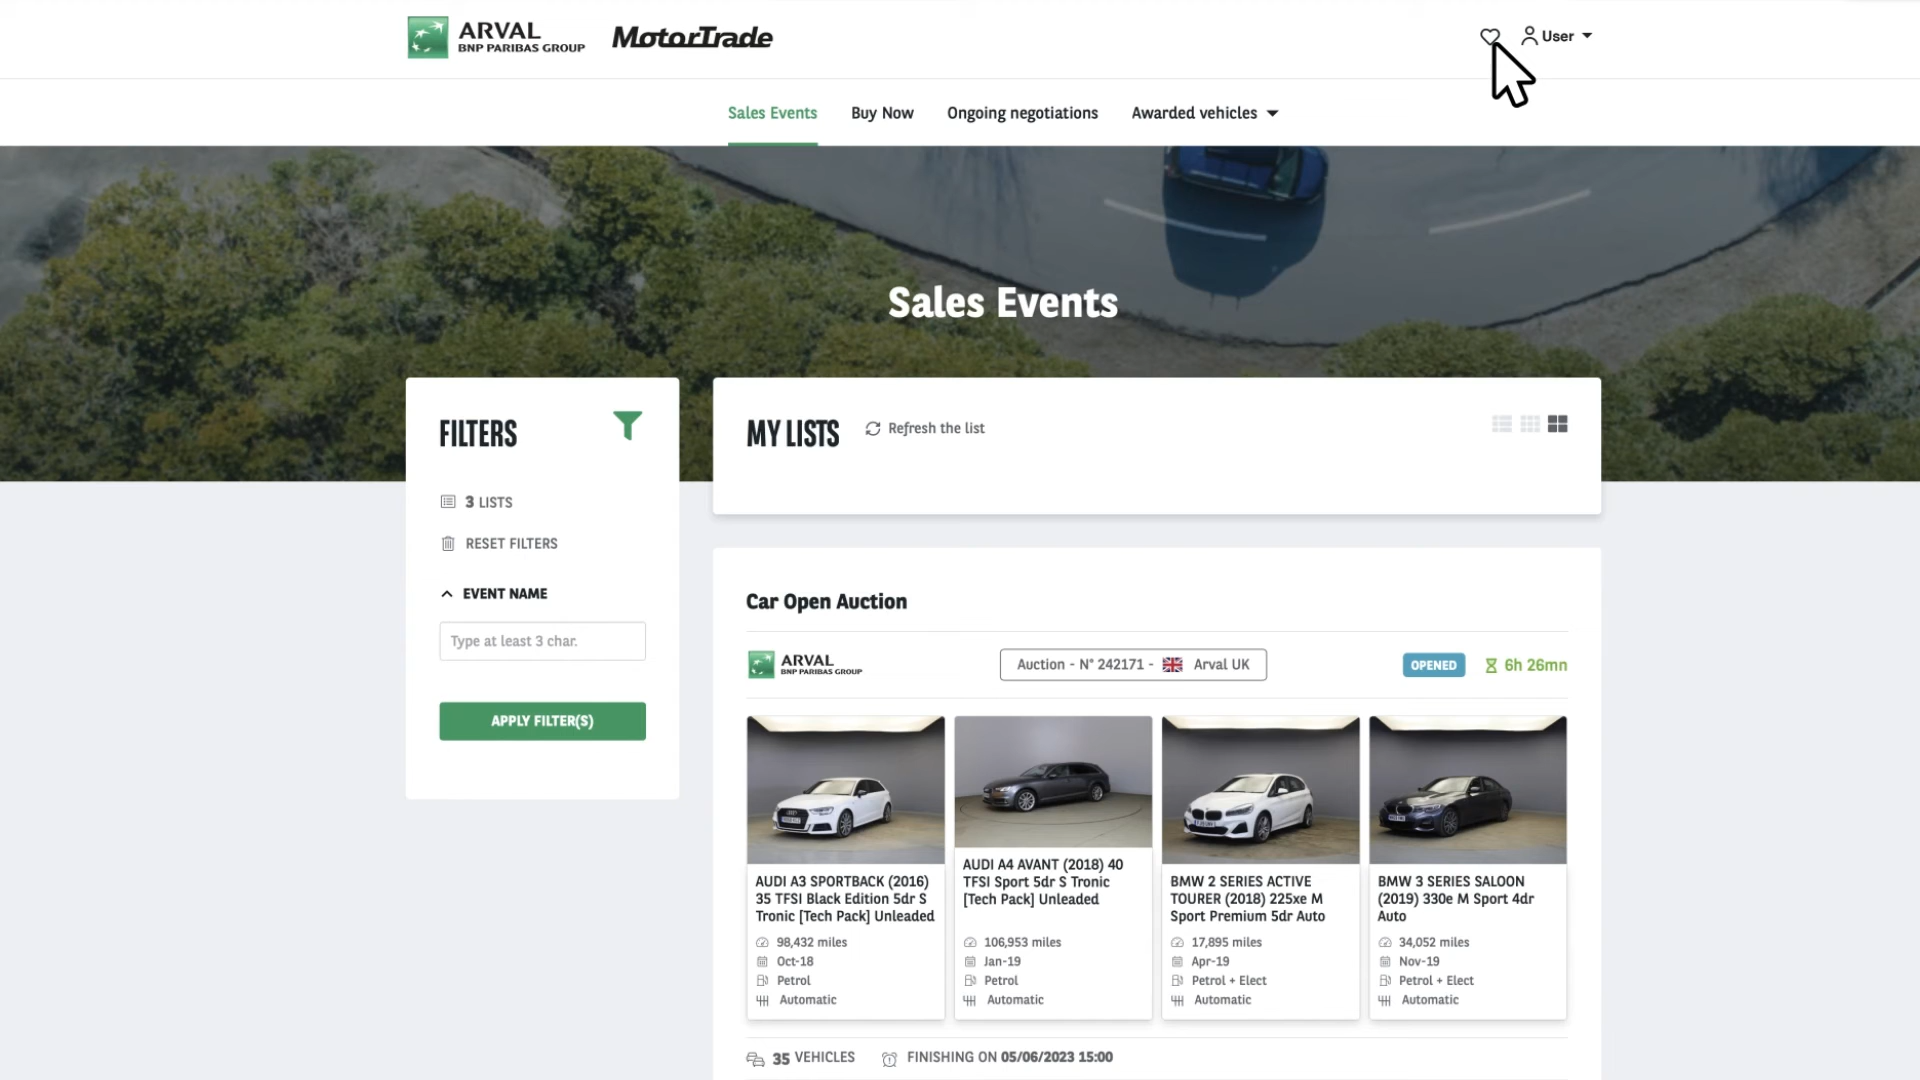 ARVAL
BNP PARIBAS GROUP
MotorTrade
User
Sales Events
Buy Now
Ongoing negotiations
Awarded vehicles
Sales Events
FILTERS
3 LISTS
RESET FILTERS
EVENT NAME
Type at least 3 char.
APPLY FILTER(S)
MY LISTS
Refresh the list
Car Open Auction
ARVAL
BNP PARIBAS GROUP
Auction - N° 242171 - Arval UK
OPENED
6h 26mn
AUDI A3 SPORTBACK (2016)
35 TFSI Black Edition 5dr S
Tronic [Tech Pack] Unleaded
98,432 miles
Oct-18
Petrol
Automatic
AUDI A4 AVANT (2018) 40
TFSI Sport 5dr S Tronic
[Tech Pack] Unleaded
106,953 miles
Jan-19
Petrol
Automatic
BMW 2 SERIES ACTIVE
TOURER (2018) 225xe M
Sport Premium 5dr Auto
17,895 miles
Apr-19
Petrol + Elect
Automatic
BMW 3 SERIES SALOON
(2019) 330e M Sport 4dr
Auto
34,052 miles
Nov-19
Petrol + Elect
Automatic
35 VEHICLES
FINISHING ON 05/06/2023 15:00